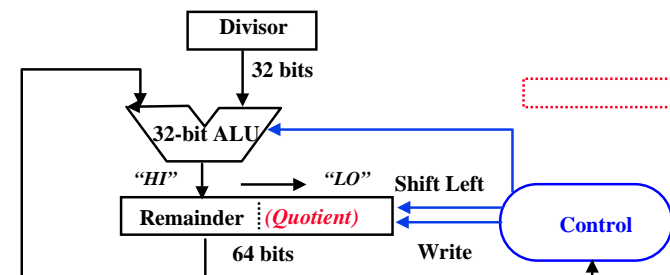 Divisor
32 bits
32-bit ALU
“HI” “LO” Shift Left
Remainder (Quotient) Control
64 bits Write